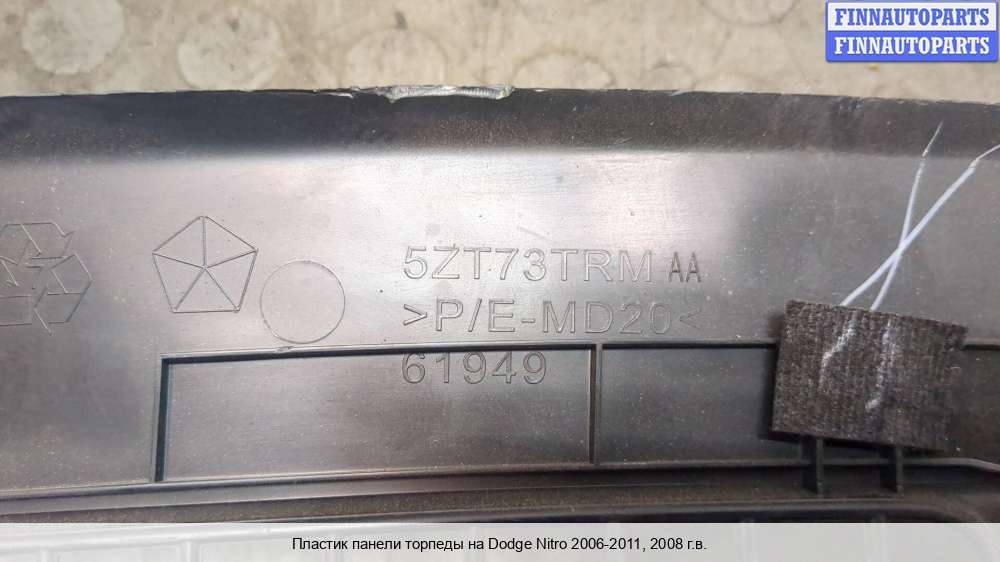 FINNAUTOPARTS
FINNAUTOPARTS
5ZT73TRM AA
>P/E-MD20<
61949
Пластик панели торпеды на Dodge Nitro 2006-2011, 2008 г.в.